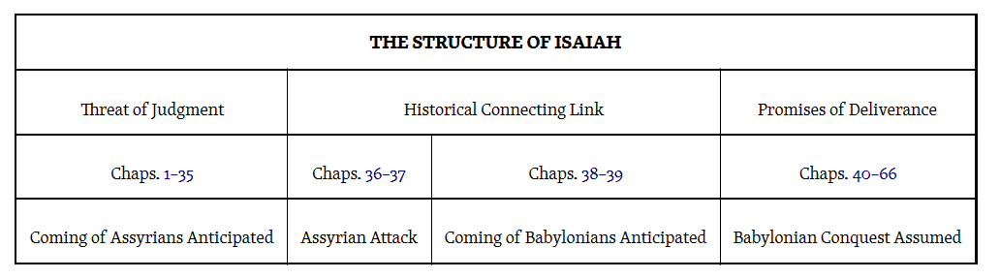 THE STRUCTURE OF ISAIAH
Threat of Judgment Historical Connecting Link Promises of Deliverance
Chaps. 1–35 Chaps. 36–37 Chaps. 38–39 Chaps. 40–66
Coming of Assyrians Anticipated Assyrian Attack Coming of Babylonians Anticipated Babylonian Conquest Assumed